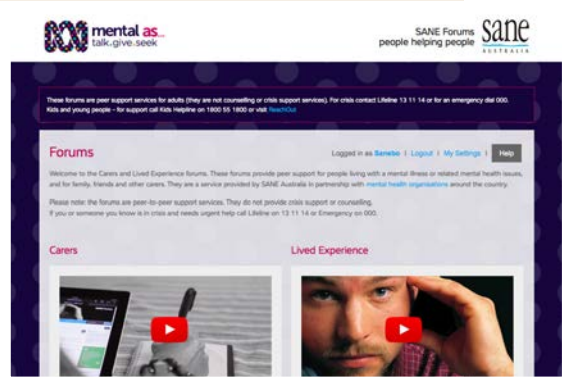 mental as...
talk.give.seek
SANE Forums
people helping people
sane
AUSTRALIA
These forums are peer support services for adults (they are not counselling or crisis support services). For crisis contact Lifeline 13 11 14 or for an emergency dial 000.
Kids and young people - for support call Kids Helpline on 1800 55 1800 or visit ReachOut
Forums
Logged in as Sanebo | Logout | My Settings | Help
Welcome to the Carers and Lived Experience forums. These forums provide peer support for people living with a mental illness or related mental health issues,
and for family, friends and other carers. They are a service provided by SANE Australia in partnership with mental health organisations around the country.
Please note: the forums are peer-to-peer support services. They do not provide crisis support or counselling.
If you or someone you know is in crisis and needs urgent help call Lifeline on 13 11 14 or Emergency on 000.
Carers
Lived Experience